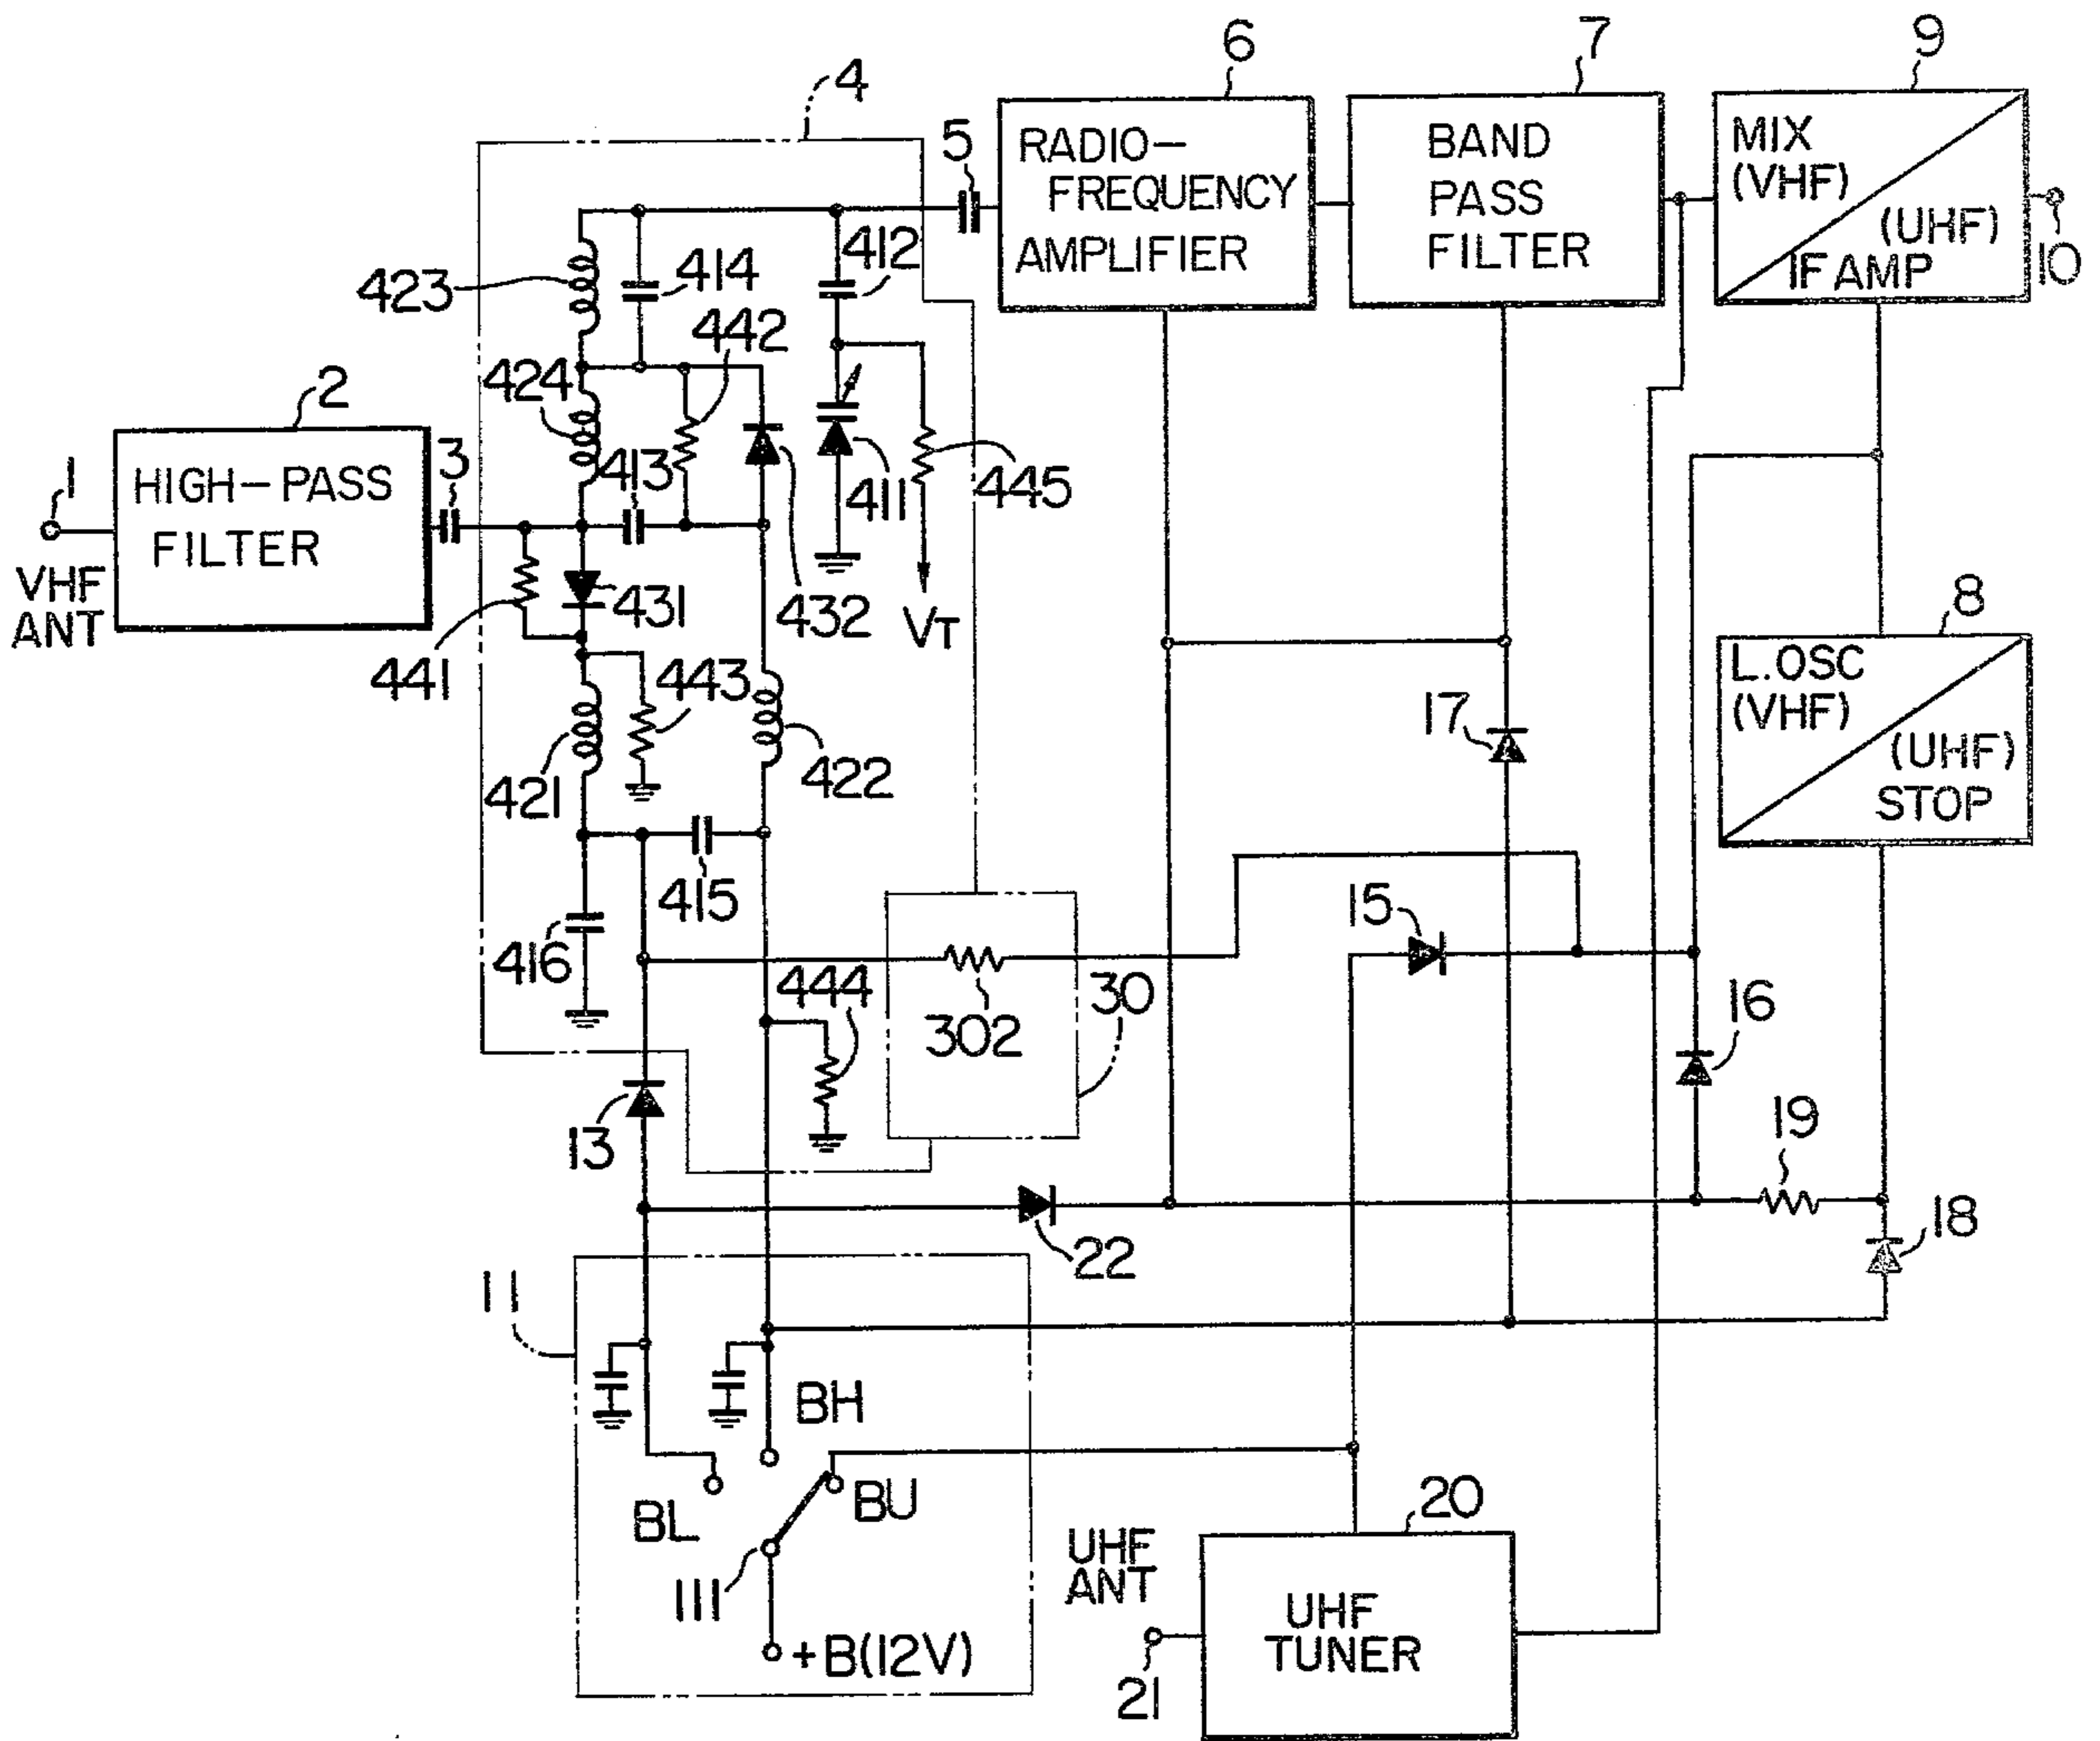 6
7
9
4
5
RADIO-
FREQUENCY
AMPLIFIER
BAND
PASS
FILTER
MIX
(VHF)
(UHF)
IF AMP
10
423
414
412
442
424
2
413
3
1
HIGH-PASS
FILTER
411
445
VHF
ANT
431
432
VT
8
441
443
L.OSC
(VHF)
(UHF)
STOP
17
421
422
415
15
416
444
30
302
16
13
19
18
22
11
BH
BL
BU
20
111
UHF
ANT
UHF
TUNER
+B(12V)
21